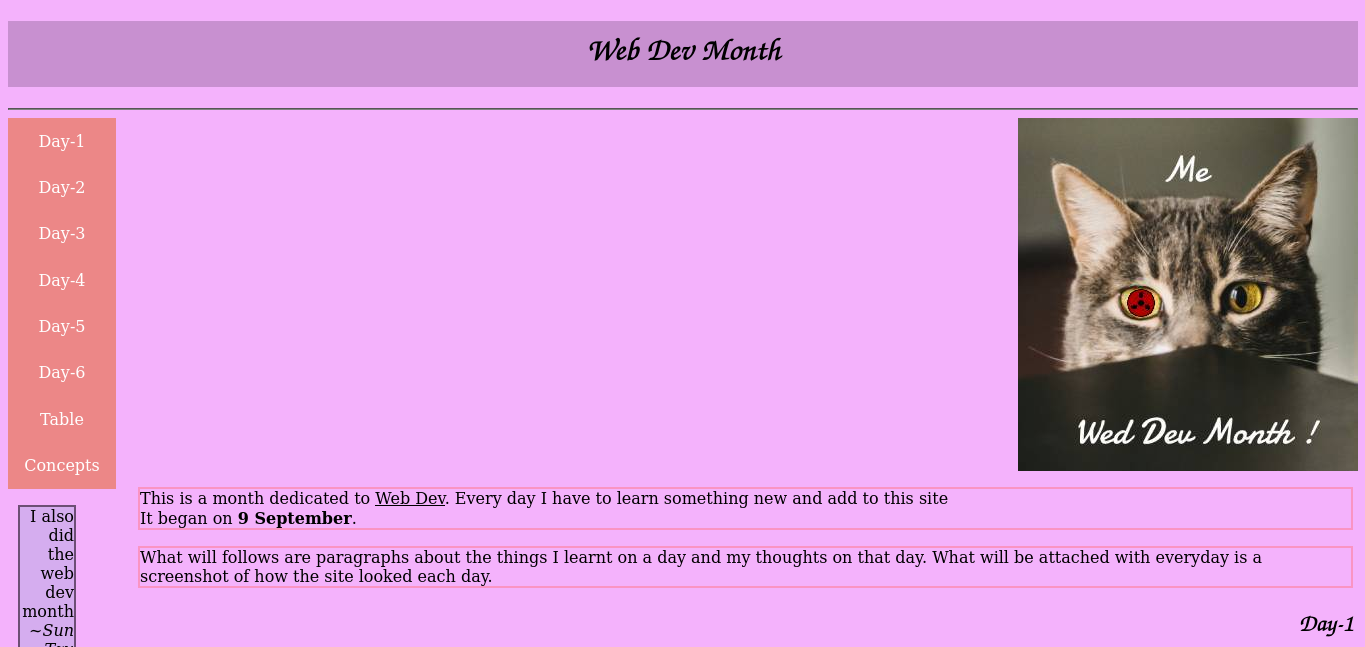 Web Dev Month
Day-1
Day-2
Day-3
Day-4
Day-5
Day-6
Table
Concepts
Me
Wed Dev Month !
This is a month dedicated to Web Dev. Every day I have to learn something new and add to this site
It began on 9 September.
What will follows are paragraphs about the things I learnt on a day and my thoughts on that day. What will be attached with everyday is a
screenshot of how the site looked each day.
I also
did
the
web
dev
month
~Sun
Day-1